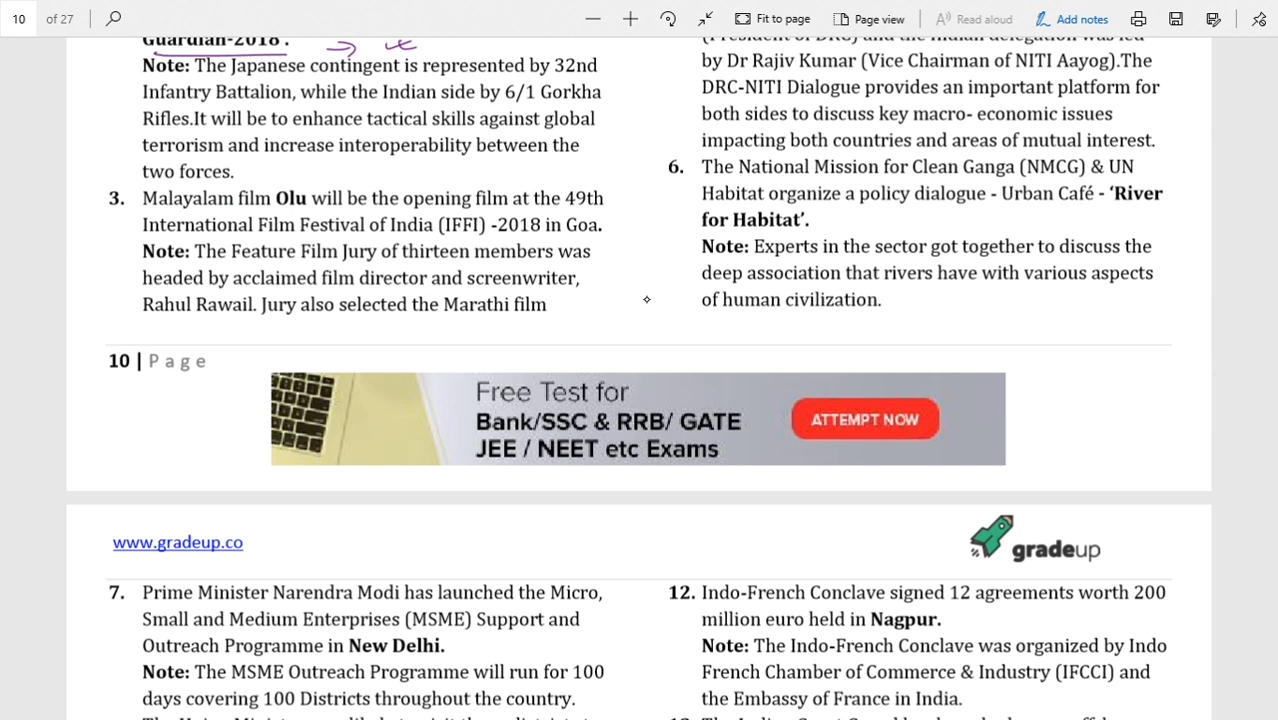 10 of 27 Fit to page Page view Read aloud Add notes
Guardian-2018'.
Note: The Japanese contingent is represented by 32nd
Infantry Battalion, while the Indian side by 6/1 Gorkha
Rifles.It will be to enhance tactical skills against global
terrorism and increase interoperability between the
two forces.
3. Malayalam film Olu will be the opening film at the 49th
International Film Festival of India (IFFI) -2018 in Goa.
Note: The Feature Film Jury of thirteen members was
headed by acclaimed film director and screenwriter,
Rahul Rawail. Jury also selected the Marathi film
(President of DRC) and the Indian delegation was led
by Dr Rajiv Kumar (Vice Chairman of NITI Aayog).The
DRC-NITI Dialogue provides an important platform for
both sides to discuss key macro- economic issues
impacting both countries and areas of mutual interest.
6. The National Mission for Clean Ganga (NMCG) & UN
Habitat organize a policy dialogue - Urban Café - ‘River
for Habitat’.
Note: Experts in the sector got together to discuss the
deep association that rivers have with various aspects
of human civilization.
10 | P a g e
Free Test for
Bank/SSC & RRB/ GATE
JEE / NEET etc Exams
ATTEMPT NOW
www.gradeup.co
gradeup
7. Prime Minister Narendra Modi has launched the Micro,
Small and Medium Enterprises (MSME) Support and
Outreach Programme in New Delhi.
Note: The MSME Outreach Programme will run for 100
days covering 100 Districts throughout the country.
12. Indo-French Conclave signed 12 agreements worth 200
million euro held in Nagpur.
Note: The Indo-French Conclave was organized by Indo
French Chamber of Commerce & Industry (IFCCI) and
the Embassy of France in India.